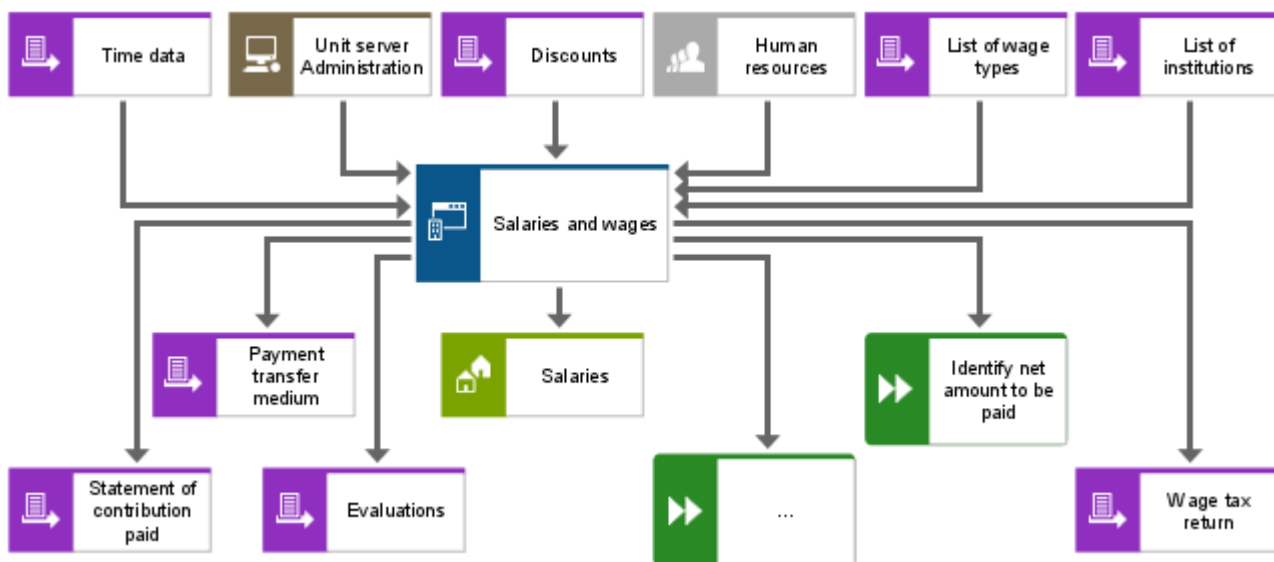 Time data
Unit server
Administration
Discounts
Human
resources
List of wage
types
List of
institutions
Salaries and wages
Payment
transfer
medium
Salaries
Identify net
amount to be
paid
Statement of
contribution
paid
Evaluations
...
Wage tax
return